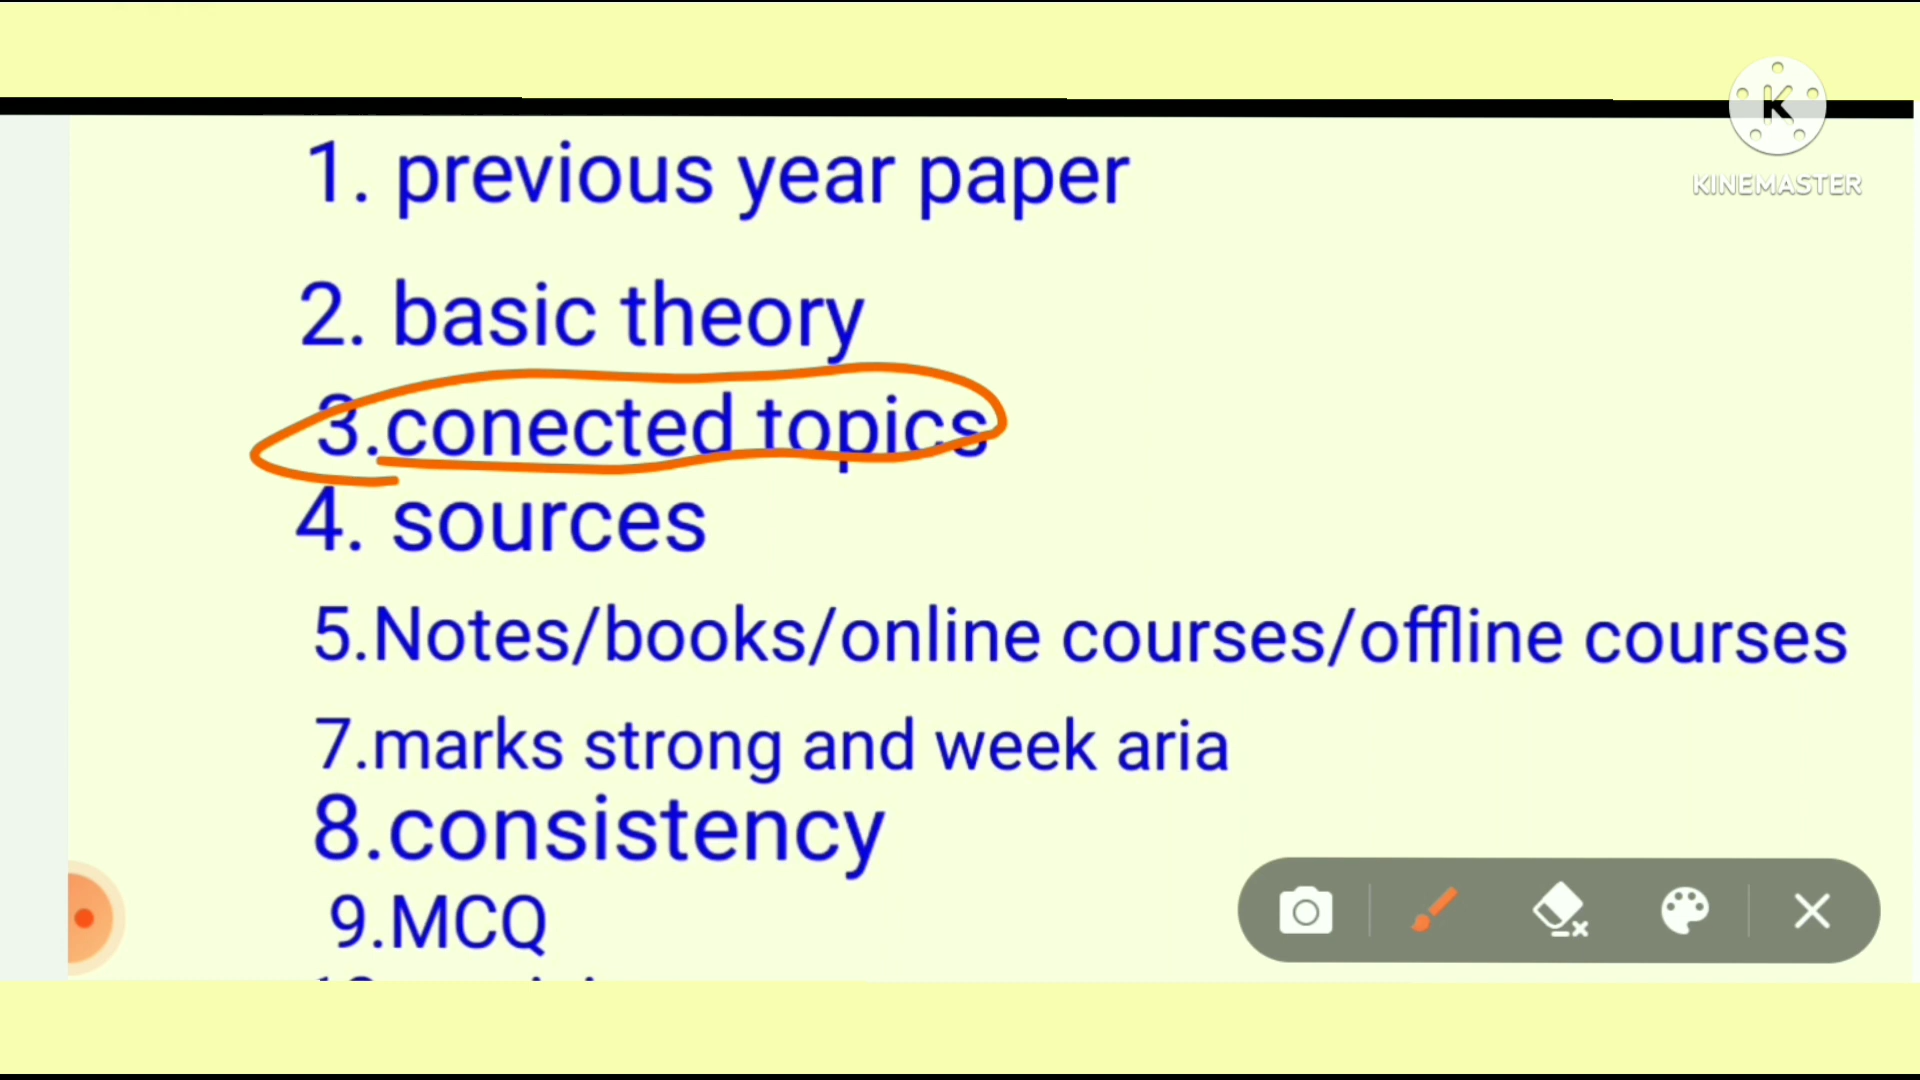 1. previous year paper
K
KINEMASTER
2. basic theory
3.conected topics
4. sources
5.Notes/books/online courses/offline courses
7.marks strong and week aria
8.consistency
9.MCQ